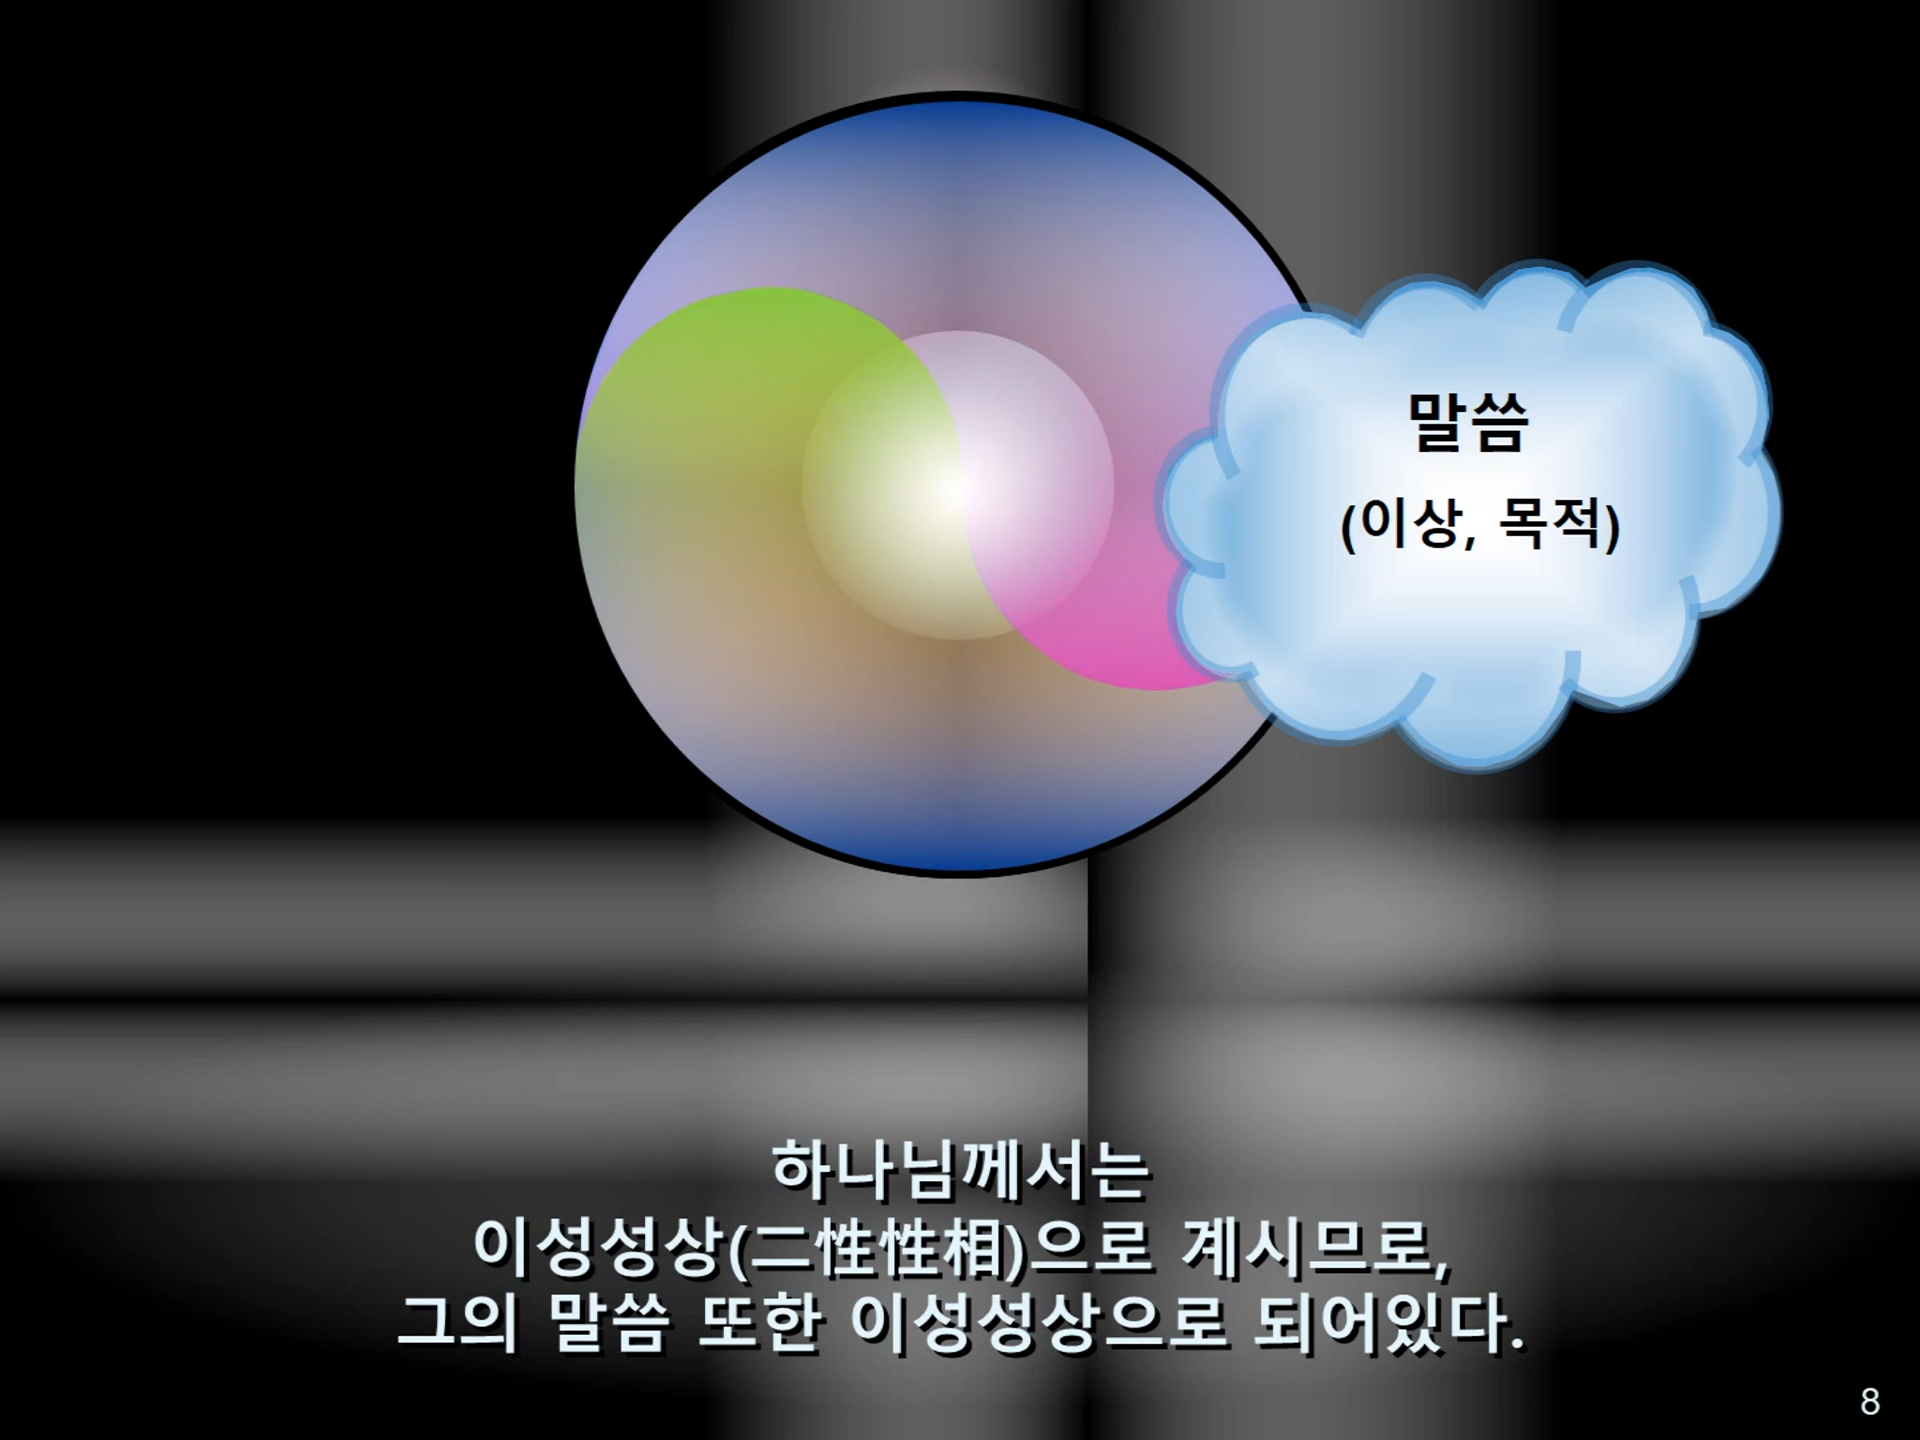 말씀
(이상, 목적)
하나님께서는
이성성상(二性性相)으로 계시므로,
그의 말씀 또한 이성성상으로 되어있다.
8